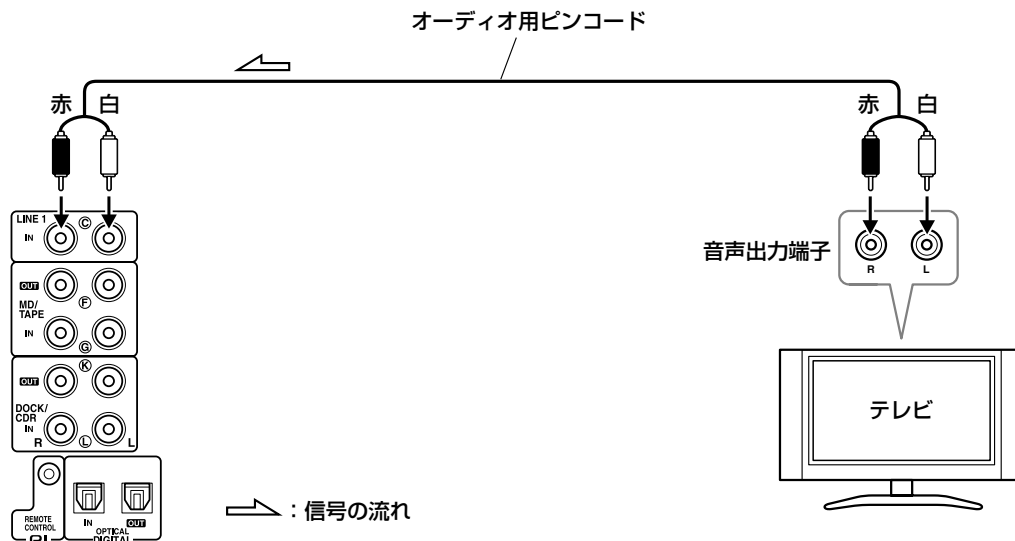 オーディオ用ピンコード
赤 白
赤 白
LINE 1
IN
C
音声出力端子
R L
OUT
F
MD/
TAPE
IN
G
K
OUT
DOCK/
CDR
IN
R L L
テレビ
REMOTE
CONTROL
IN OUT
OPTICAL
DIGITAL
:信号の流れ